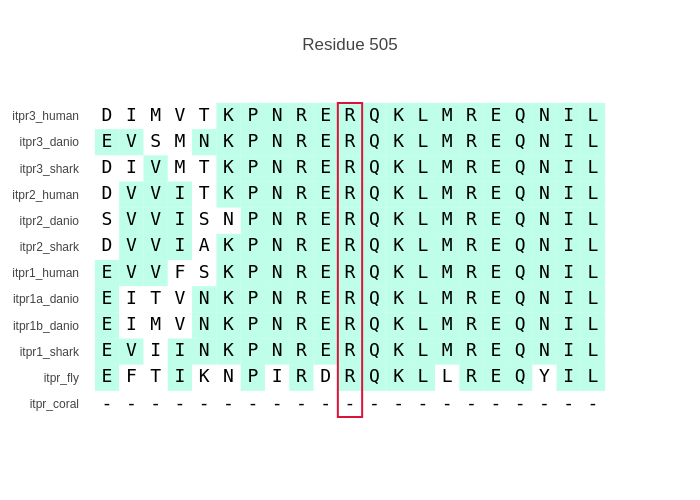 Residue 505
itpr3_human D I M V T K P N R E R Q K L M R E Q N I L
itpr3_danio E V S M N K P N R E R Q K L M R E Q N I L
itpr3_shark D I V M T K P N R E R Q K L M R E Q N I L
itpr2_human D V V I T K P N R E R Q K L M R E Q N I L
itpr2_danio S V V I S N P N R E R Q K L M R E Q N I L
itpr2_shark D V V I A K P N R E R Q K L M R E Q N I L
itpr1_human E V V F S K P N R E R Q K L M R E Q N I L
itpr1a_danio E I T V N K P N R E R Q K L M R E Q N I L
itpr1b_danio E I M V N K P N R E R Q K L M R E Q N I L
itpr1_shark E V I I N K P N R E R Q K L M R E Q N I L
itpr_fly E F T I K N P I R D R Q K L L R E Q Y I L
itpr_coral - - - - - - - - - - - - - - - - - - - - -